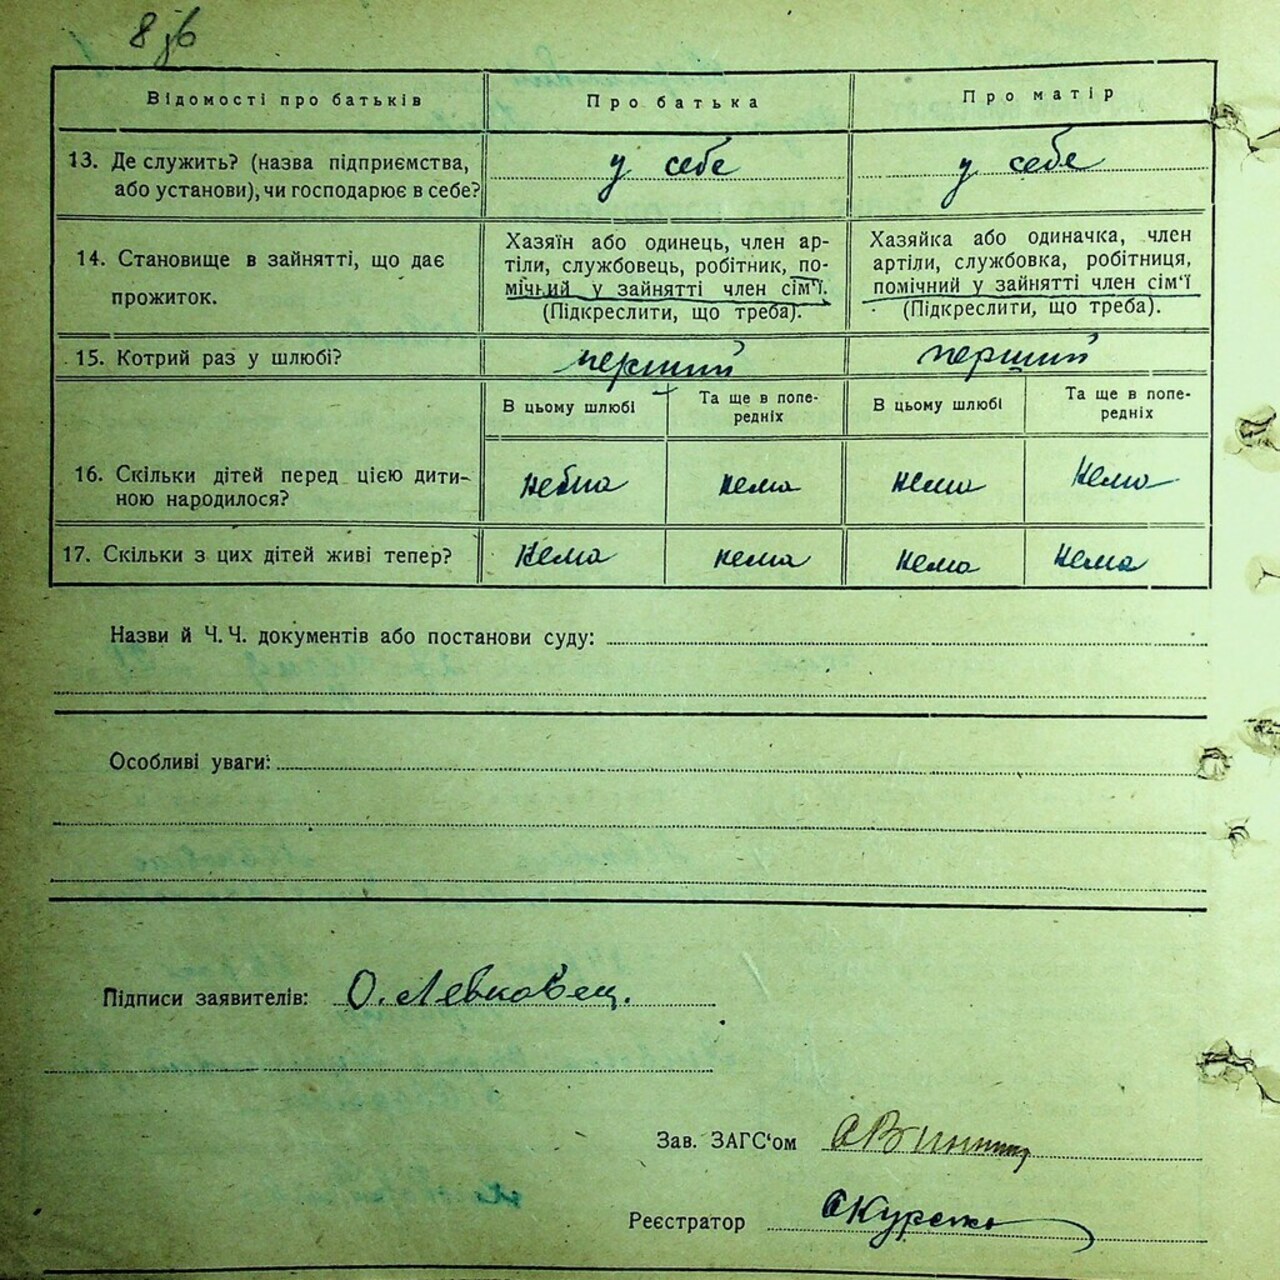 Відомості про батьків
Про батька
Про матір
13. Де служить? (назва підприємства,
або установи), чи господарює в себе?
у себе
у себе
14. Становище в зайнятті, що дає
прожиток.
Хазяїн або одинець, член ар-
тіли, службовець, робітник, по-
мічний у зайнятті член сім'ї.
(Підкреслити, що треба).
Хазяйка або одиначка, член
артіли, службовка, робітниця,
помічний у зайнятті член сім'ї
(Підкреслити, що треба).
15. Котрий раз у шлюбі?
перший
перший
В цьому шлюбі
Та ще в попе-
редніх
В цьому шлюбі
Та ще в попе-
редніх
16. Скільки дітей перед цією дити-
ною народилося?
нема
нема
нема
17. Скільки з цих дітей живі тепер?
нема
нема
нема
нема
Назви й Ч. Ч. документів або постанови суду:
Особливі уваги:
Підписи заявителів: О. Левковец.
Зав. ЗАГС'ом
Реєстратор